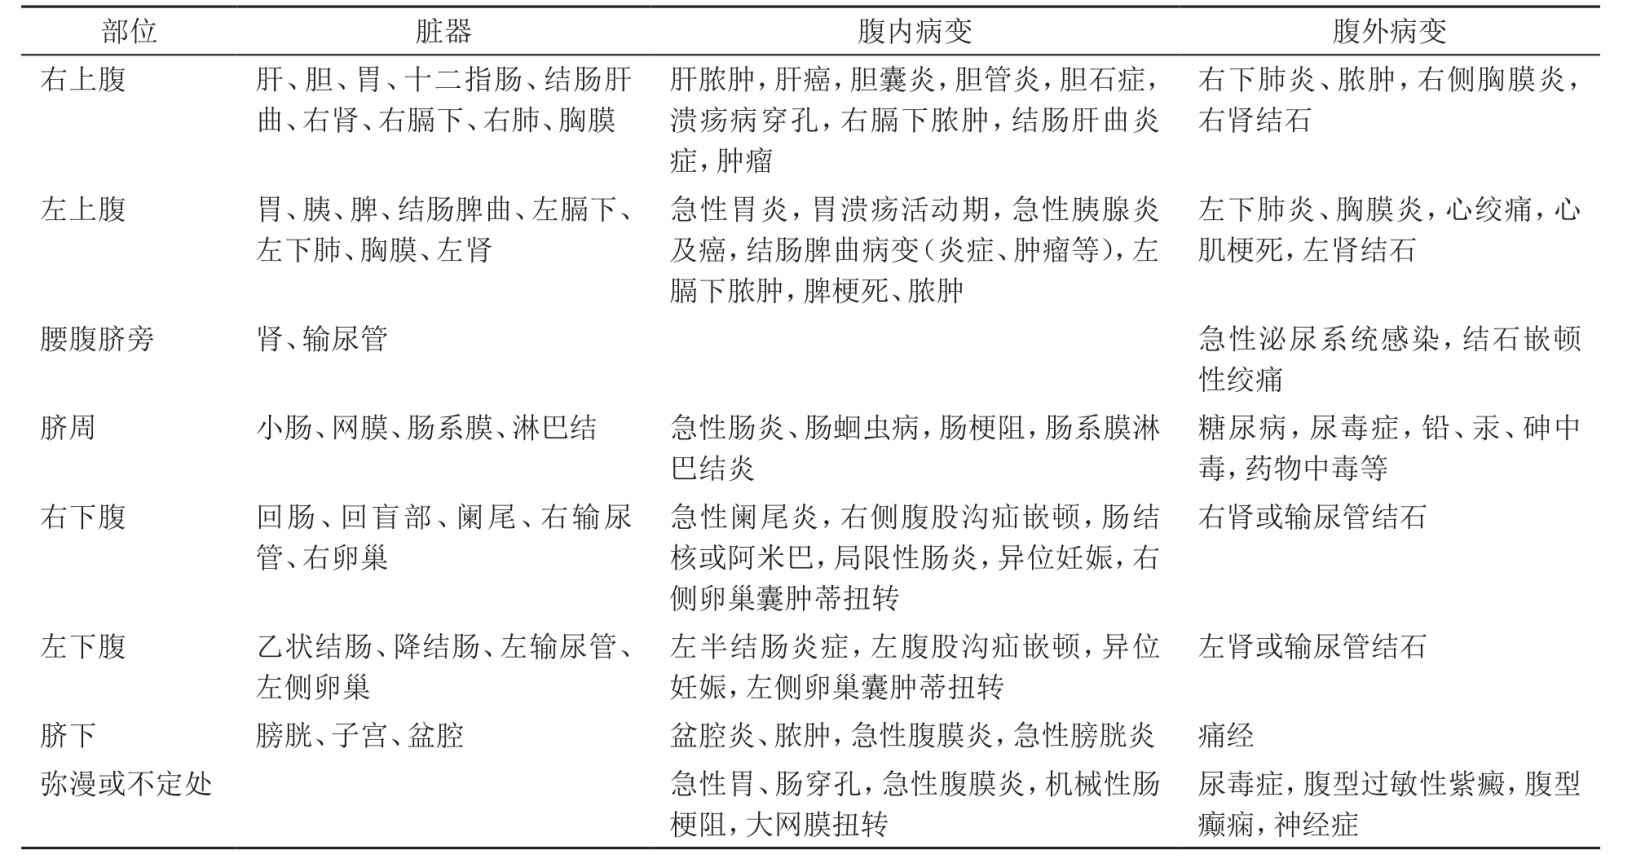 部位 脏器 腹内病变 腹外病变
右上腹 肝、胆、胃、十二指肠、结肠肝 肝脓肿，肝癌，胆囊炎，胆管炎，胆石症， 右下肺炎、脓肿，右侧胸膜炎，
曲、右肾、右膈下、右肺、胸膜 溃疡病穿孔，右膈下脓肿，结肠肝曲炎 右肾结石
症，肿瘤
左上腹 胃、胰、脾、结肠脾曲、左膈下、 急性胃炎，胃溃疡活动期，急性胰腺炎 左下肺炎、胸膜炎，心绞痛，心
左下肺、胸膜、左肾 及癌，结肠脾曲病变（炎症、肿瘤等），左 肌梗死，左肾结石
膈下脓肿，脾梗死、脓肿
腰腹脐旁 肾、输尿管 急性泌尿系统感染，结石嵌顿
性绞痛
脐周 小肠、网膜、肠系膜、淋巴结 急性肠炎、肠蛔虫病，肠梗阻，肠系膜淋 糖尿病，尿毒症，铅、汞、砷中
巴结炎 毒，药物中毒等
右下腹 回肠、回盲部、阑尾、右输尿 急性阑尾炎，右侧腹股沟疝嵌顿，肠结 右肾或输尿管结石
管、右卵巢 核或阿米巴，局限性肠炎，异位妊娠，右
侧卵巢囊肿蒂扭转
左下腹 乙状结肠、降结肠、左输尿管、 左半结肠炎症，左腹股沟疝嵌顿，异位 左肾或输尿管结石
左侧卵巢 妊娠，左侧卵巢囊肿蒂扭转
脐下 膀胱、子宫、盆腔 盆腔炎、脓肿，急性腹膜炎，急性膀胱炎 痛经
弥漫或不定处 急性胃、肠穿孔，急性腹膜炎，机械性肠 尿毒症，腹型过敏性紫癜，腹型
梗阻，大网膜扭转 癫痫，神经症